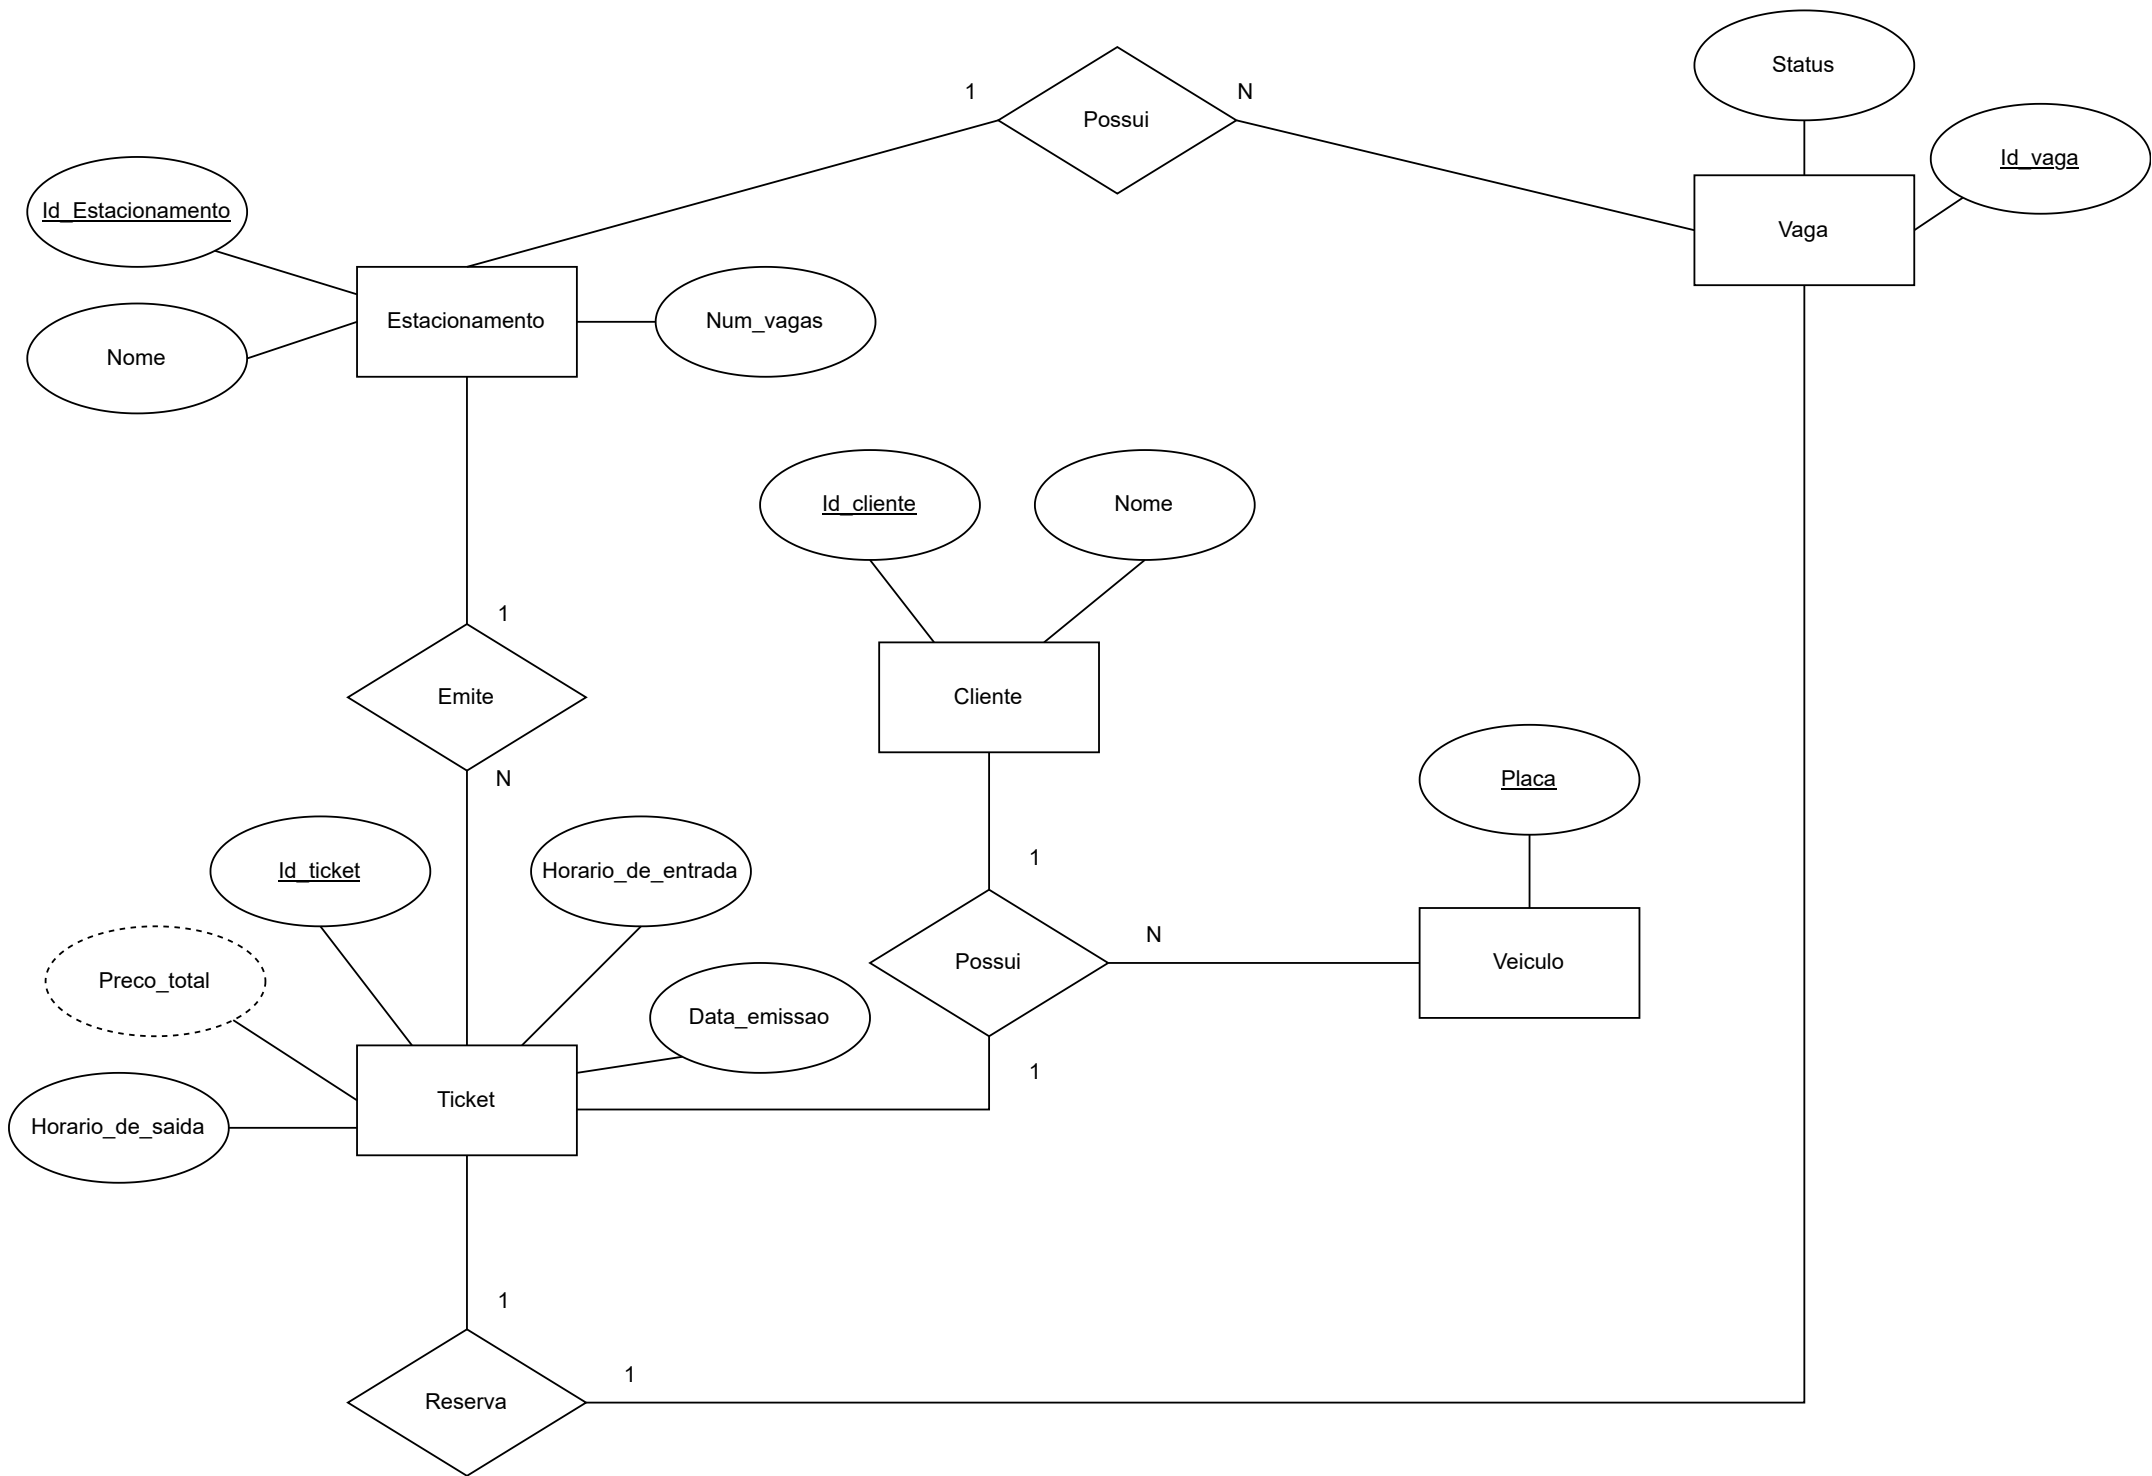 Status
1
N
Possui
Id_vaga
Id_Estacionamento
Vaga
Estacionamento
Num_vagas
Nome
Id_cliente
Nome
1
Emite
Cliente
N
Placa
1
Id_ticket
Horario_de_entrada
N
Preco_total
Possui
Veiculo
Data_emissao
1
Ticket
Horario_de_saida
1
1
Reserva